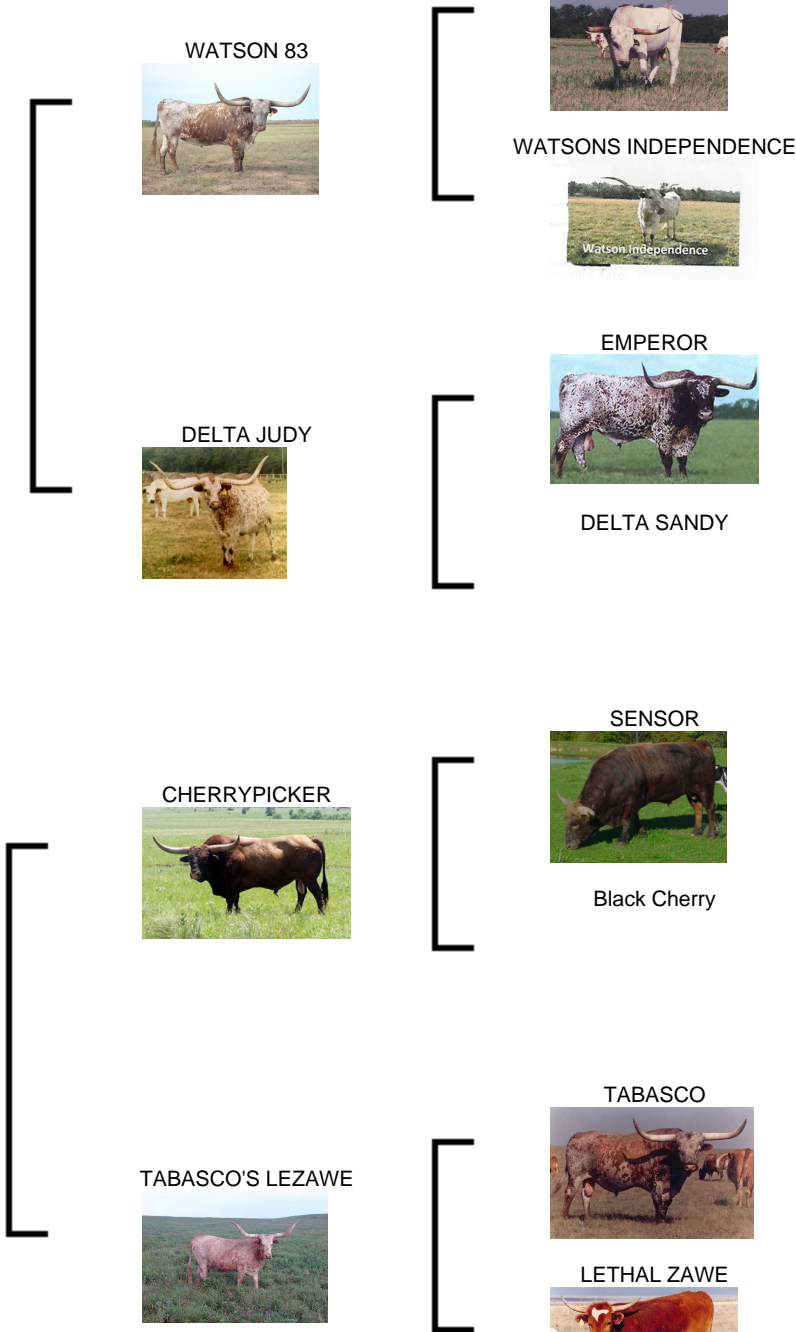 WATSON 83
WATSONS INDEPENDENCE
Watson Independence
EMPEROR
DELTA JUDY
DELTA SANDY
SENSOR
CHERRYPICKER
Black Cherry
TABASCO
TABASCO'S LEZAWE
LETHAL ZAWE